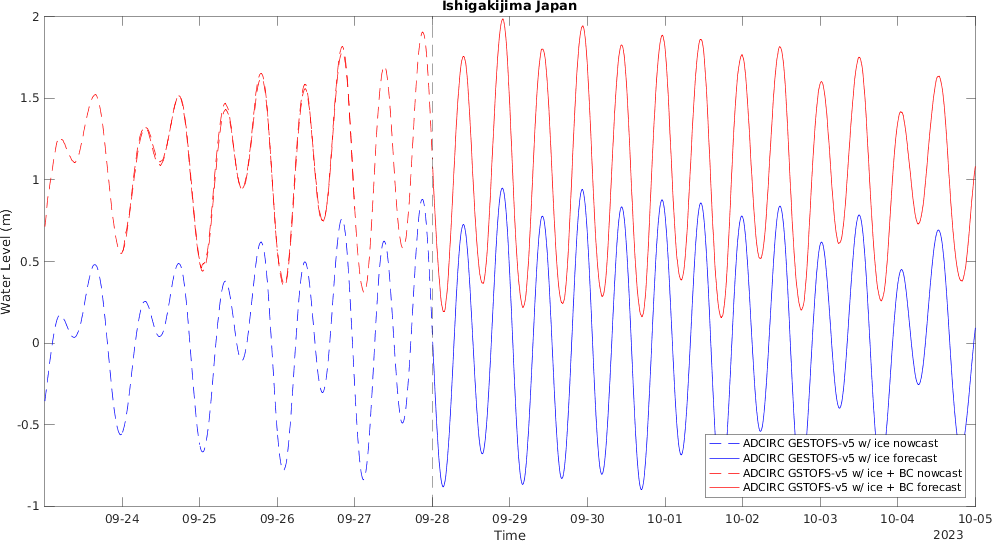 Ishigakijima Japan
2
1.5
1
0.5
0
-0.5
-1
Water Level (m)
ADCIRC GESTOFS-v5 w/ ice nowcast
ADCIRC GESTOFS-v5 w/ ice forecast
ADCIRC GSTOFS-v5 w/ ice + BC nowcast
ADCIRC GSTOFS-v5 w/ ice + BC forecast
09-24 09-25 09-26 09-27 09-28 09-29 09-30 10-01 10-02 10-03 10-04 10-05
Time
2023